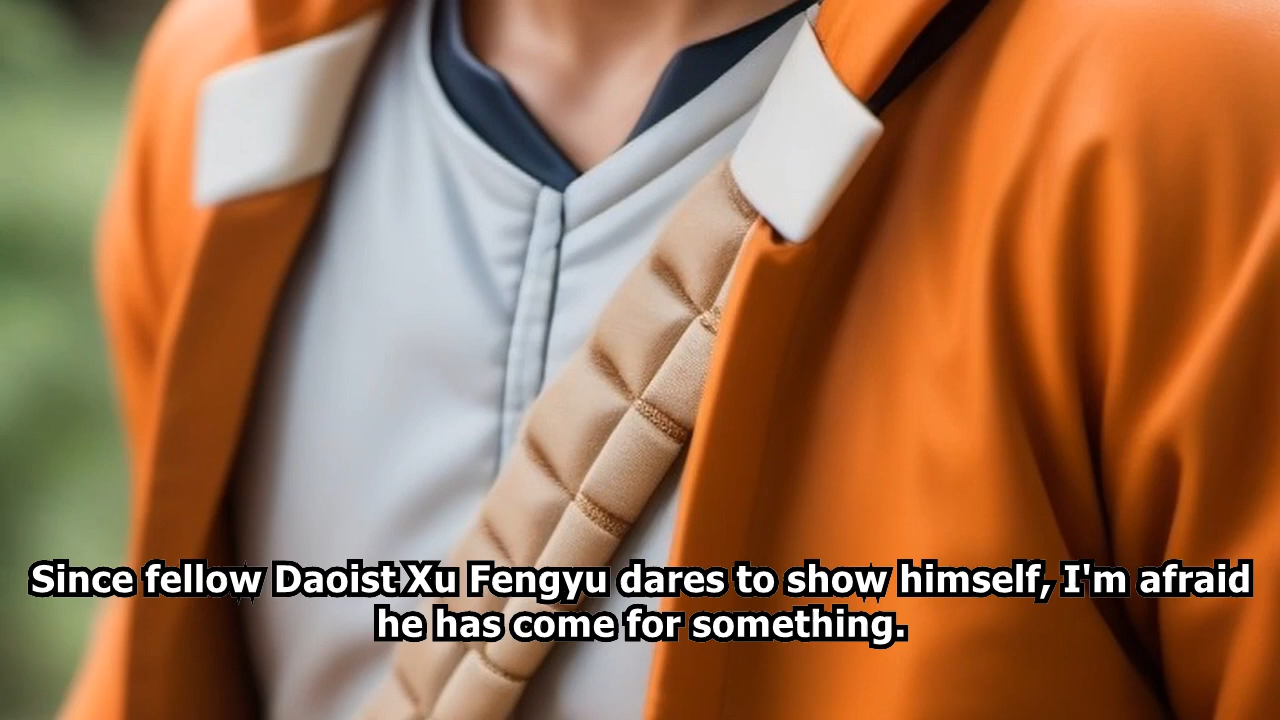 Since fellow Daoist Xu Fengyu dares to show himself, I'm afraid
he has come for something.